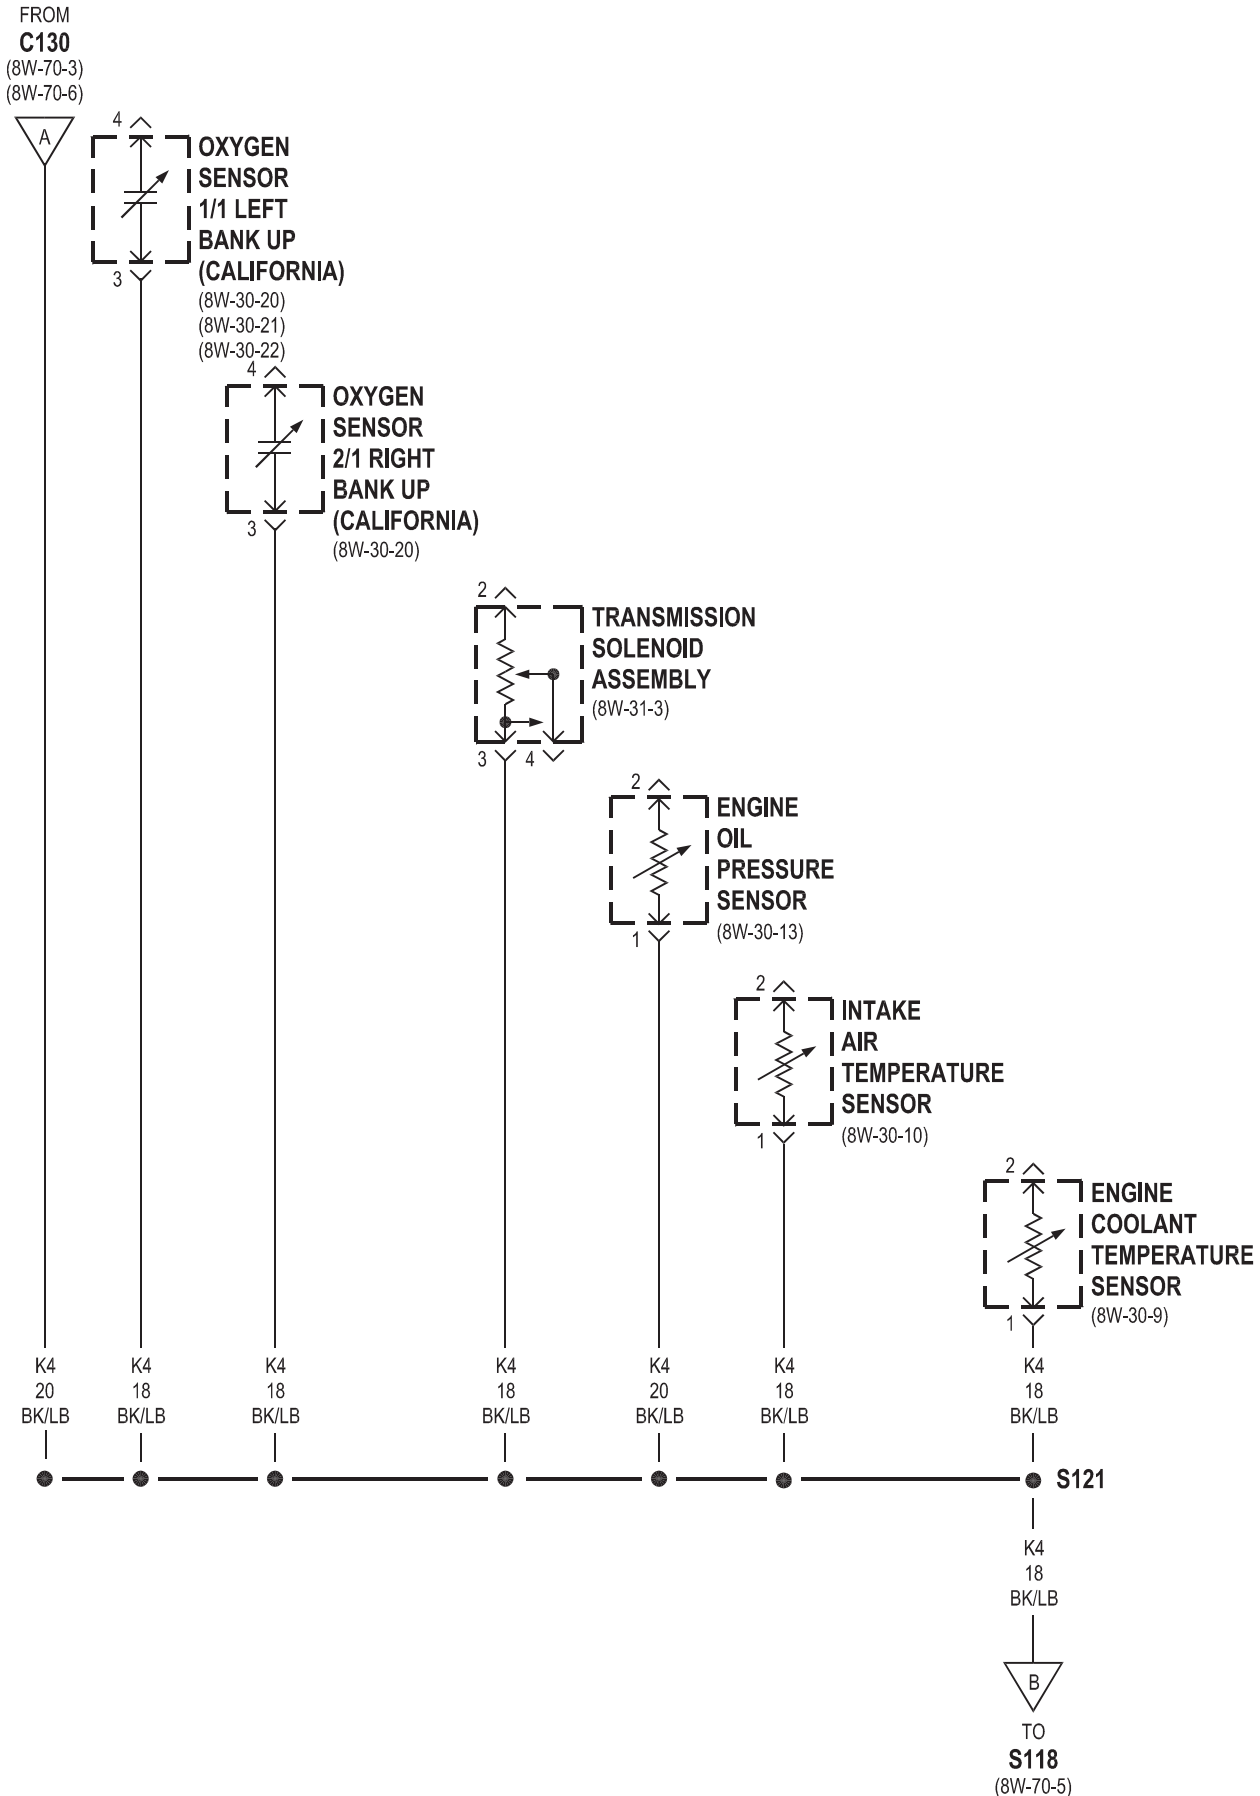 FROM
C130
(8W-70-3)
(8W-70-6)
A
4
OXYGEN
SENSOR
1/1 LEFT
BANK UP
(CALIFORNIA)
(8W-30-20)
(8W-30-21)
(8W-30-22)
3
4
OXYGEN
SENSOR
2/1 RIGHT
BANK UP
(CALIFORNIA)
(8W-30-20)
3
2
TRANSMISSION
SOLENOID
ASSEMBLY
(8W-31-3)
3 4
2
ENGINE
OIL
PRESSURE
SENSOR
(8W-30-13)
1
2
INTAKE
AIR
TEMPERATURE
SENSOR
(8W-30-10)
1
2
ENGINE
COOLANT
TEMPERATURE
SENSOR
(8W-30-9)
1
K4 K4 K4 K4 K4 K4 K4
20 18 18 18 20 18 18
BK/LB BK/LB BK/LB BK/LB BK/LB BK/LB BK/LB
S121
K4
18
BK/LB
B
TO
S118
(8W-70-5)